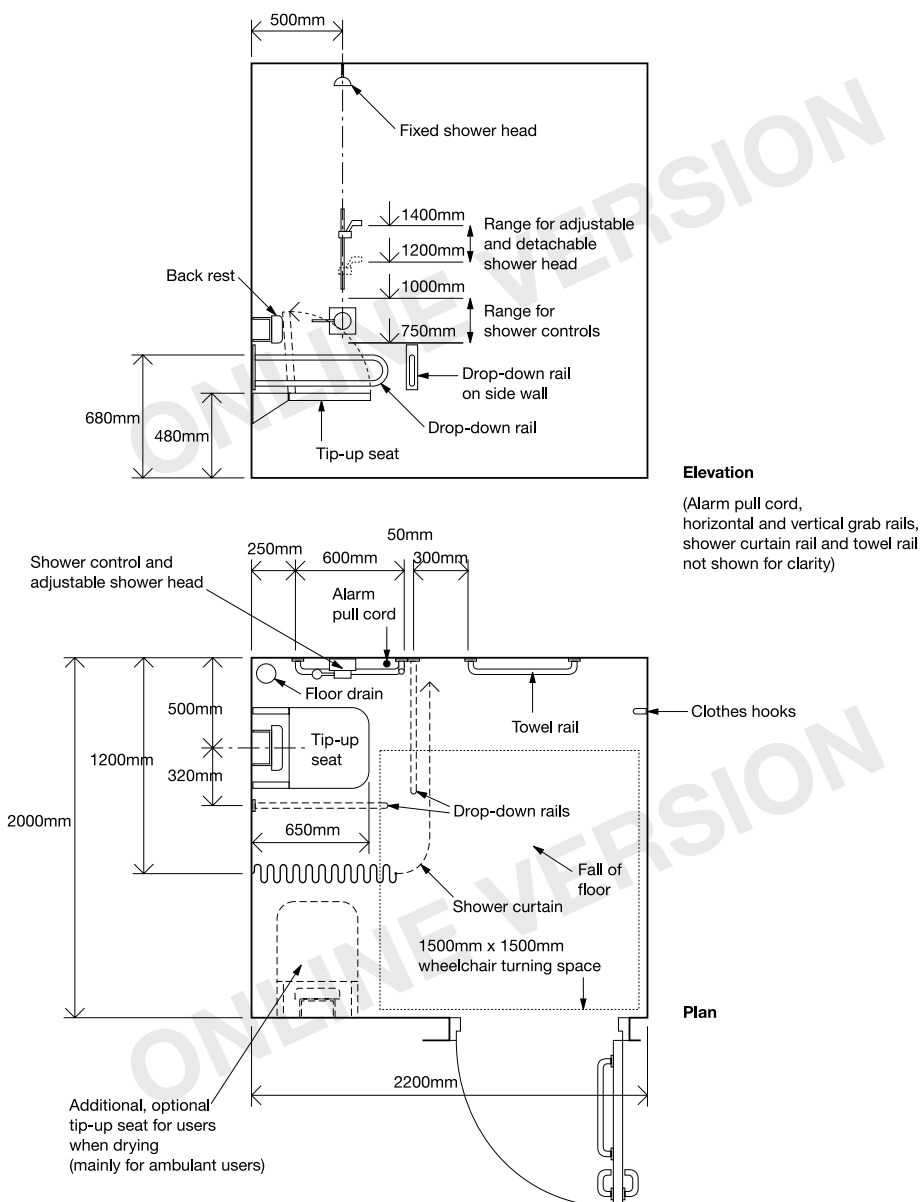 500mm
Fixed shower head
1400mm
Range for adjustable
and detachable
shower head
1200mm
Back rest
1000mm
Range for
shower controls
750mm
Drop-down rail
on side wall
680mm
480mm
Drop-down rail
Tip-up seat
Elevation
(Alarm pull cord,
horizontal and vertical grab rails,
shower curtain rail and towel rail
not shown for clarity)
Shower control and
adjustable shower head
250mm
600mm
50mm
300mm
Alarm
pull cord
Floor drain
Towel rail
Clothes hooks
500mm
1200mm
Tip-up
seat
320mm
2000mm
650mm
Drop-down rails
Fall of
floor
Shower curtain
1500mm x 1500mm
wheelchair turning space
Plan
2200mm
Additional, optional
tip-up seat for users
when drying
(mainly for ambulant users)
ONLINE VERSION
ONLINE VERSION